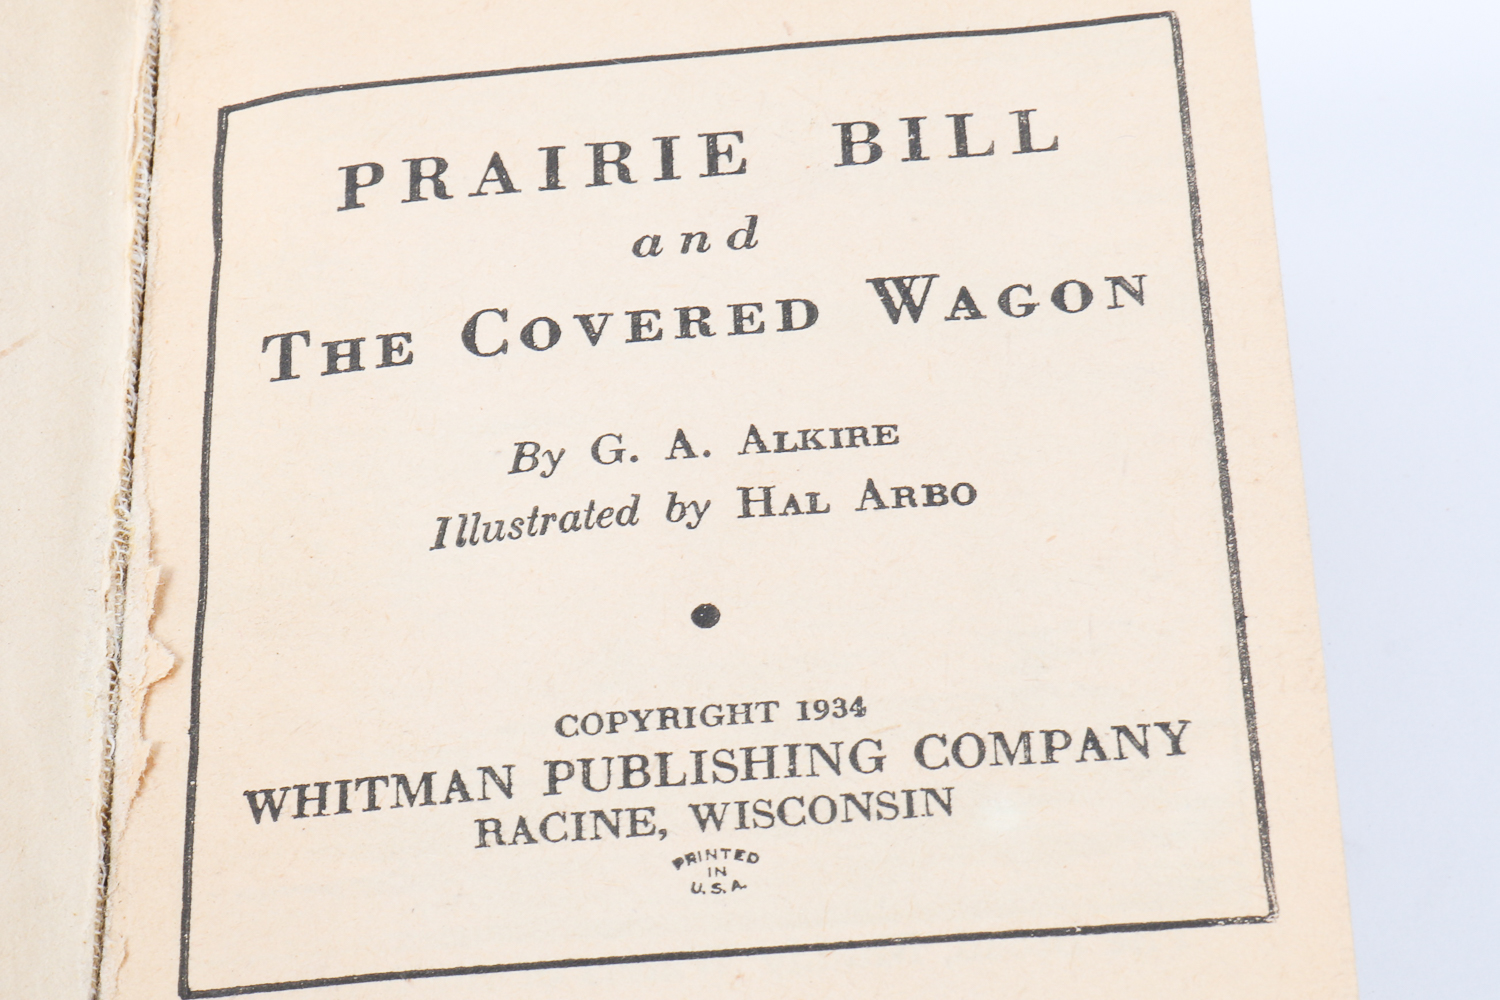 PRAIRIE BILL
and
THE COVERED WAGON
By G. A. ALKIRE
Illustrated by HAL ARBO
COPYRIGHT 1934
WHITMAN PUBLISHING COMPANY
RACINE, WISCONSIN
PRINTED
IN
U. S. A.